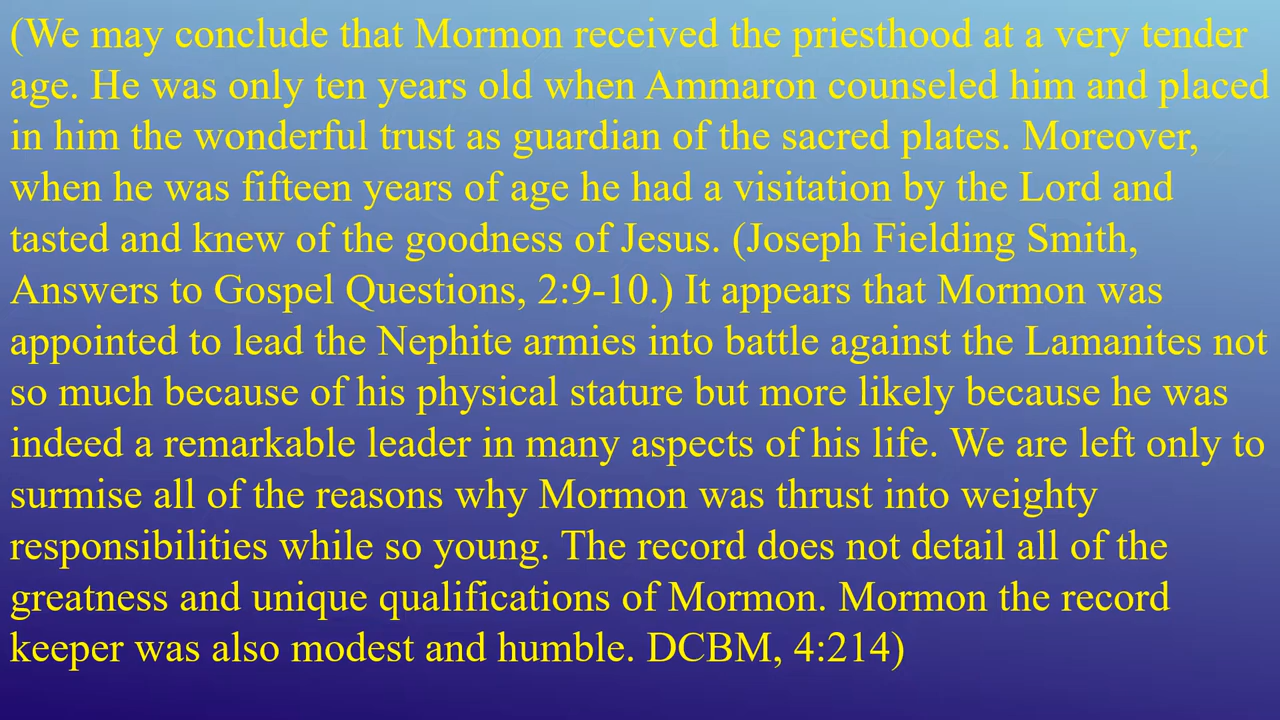 (We may conclude that Mormon received the priesthood at a very tender
age. He was only ten years old when Ammaron counseled him and placed
in him the wonderful trust as guardian of the sacred plates. Moreover,
when he was fifteen years of age he had a visitation by the Lord and
tasted and knew of the goodness of Jesus. (Joseph Fielding Smith,
Answers to Gospel Questions, 2:9-10.) It appears that Mormon was
appointed to lead the Nephite armies into battle against the Lamanites not
so much because of his physical stature but more likely because he was
indeed a remarkable leader in many aspects of his life. We are left only to
surmise all of the reasons why Mormon was thrust into weighty
responsibilities while so young. The record does not detail all of the
greatness and unique qualifications of Mormon. Mormon the record
keeper was also modest and humble. DCBM, 4:214)